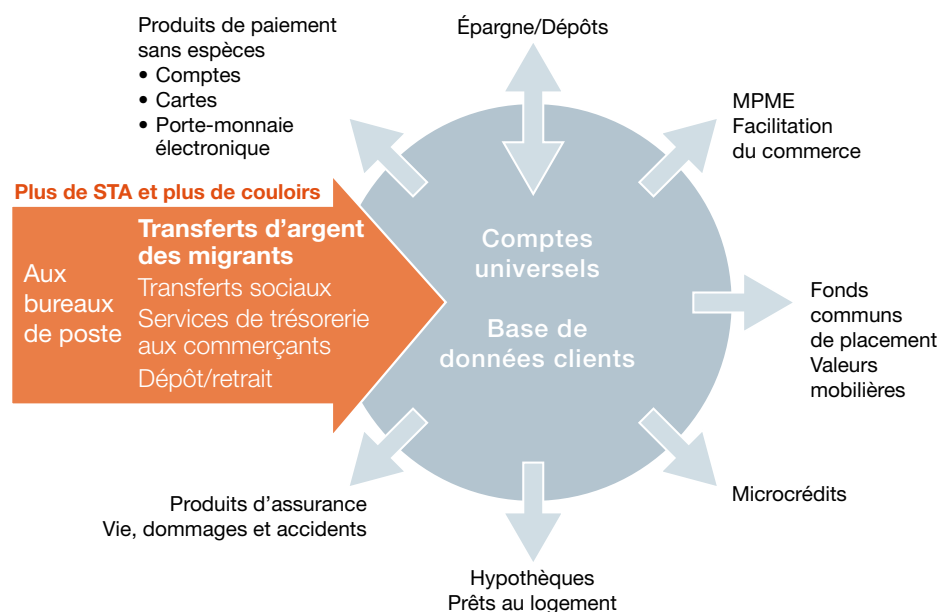 Produits de paiement
sans espèces
• Comptes
• Cartes
• Porte-monnaie
électronique
Épargne/Dépôts
MPME
Facilitation
du commerce
Plus de STA et plus de couloirs
Aux
bureaux
de poste
Transferts d’argent
des migrants
Transferts sociaux
Services de trésorerie
aux commerçants
Dépôt/retrait
Comptes
universels
Base de
données clients
Fonds
communs
de placement
Valeurs
mobilières
Produits d’assurance
Vie, dommages et accidents
Microcrédits
Hypothèques
Prêts au logement